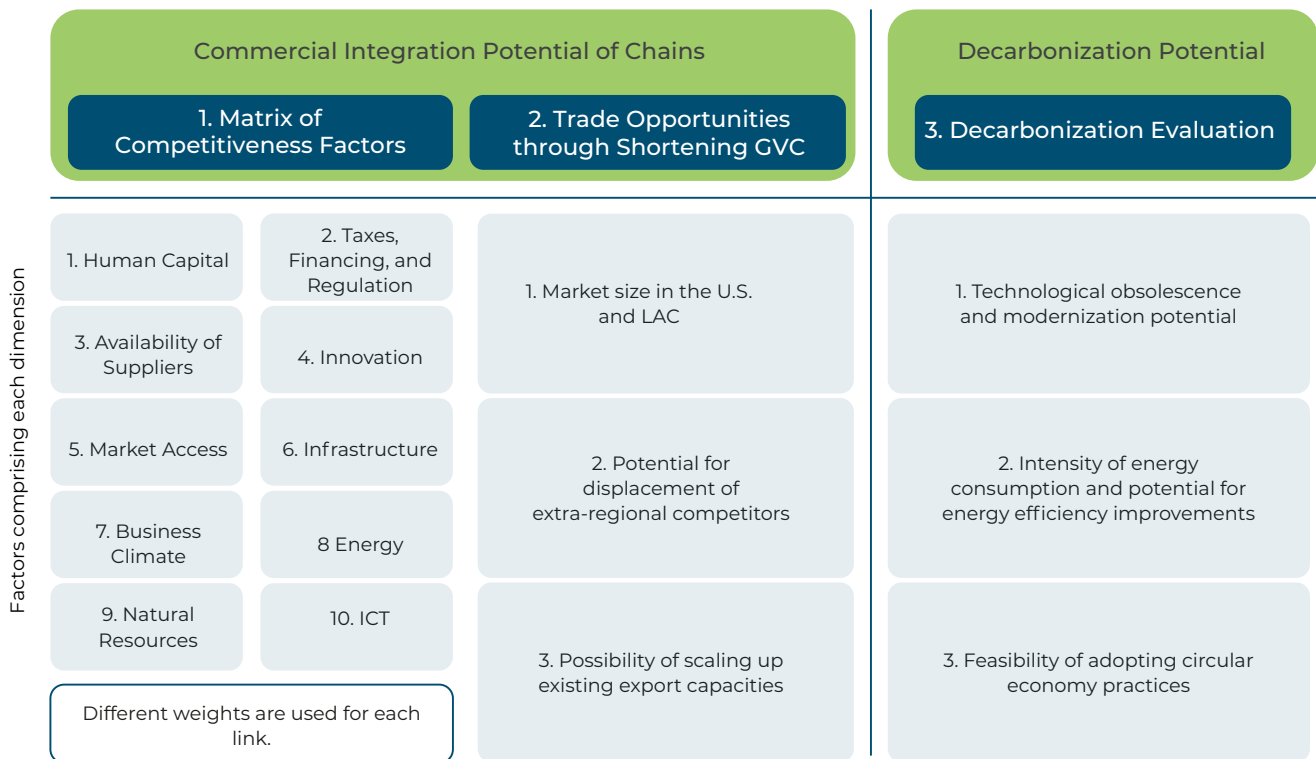 Commercial Integration Potential of Chains
Decarbonization Potential
1. Matrix of
Competitiveness Factors
2. Trade Opportunities
through Shortening GVC
3. Decarbonization Evaluation
Factors comprising each dimension
1. Human Capital
2. Taxes,
Financing, and
Regulation
3. Availability of
Suppliers
4. Innovation
5. Market Access
6. Infrastructure
7. Business
Climate
8 Energy
9. Natural
Resources
10. ICT
Different weights are used for each
link.
1. Market size in the U.S.
and LAC
2. Potential for
displacement of
extra-regional competitors
3. Possibility of scaling up
existing export capacities
1. Technological obsolescence
and modernization potential
2. Intensity of energy
consumption and potential for
energy efficiency improvements
3. Feasibility of adopting circular
economy practices